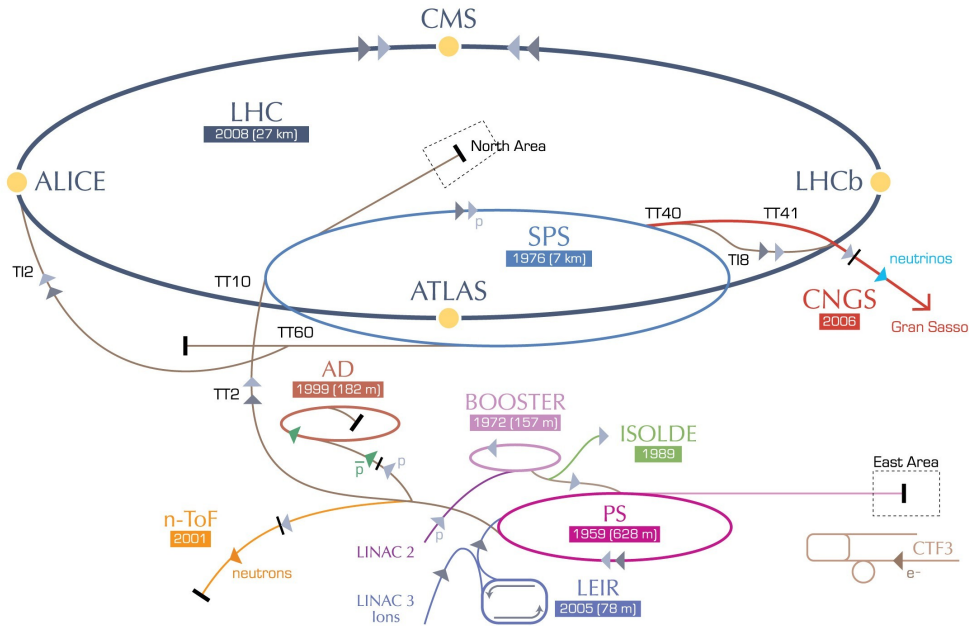 CMS
LHC
2008 (27 km)
North Area
ALICE
LHCb
TT40
TT41
p
SPS
1976 (7 km)
TI8
neutrinos
TI2
TT10
ATLAS
CNGS
2006
Gran Sasso
TT60
AD
1999 (182 m)
TT2
BOOSTER
1972 (157 m)
ISOLDE
1989
p
p
East Area
n-ToF
2001
PS
1959 (628 m)
p
LINAC 2
neutrons
CTF3
e-
LEIR
2005 (78 m)
LINAC 3
Ions